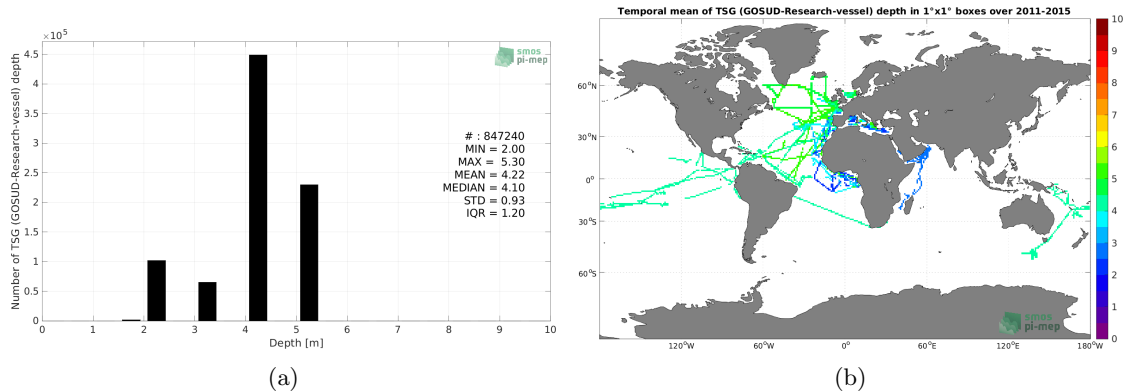 ×10⁵
4.5
4
3.5
3
2.5
2
1.5
1
0.5
0
0 1 2 3 4 5 6 7 8 9 10
Depth [m]
Number of TSG (GOSUD-Research-vessel) depth
smos
pi-mep
# : 847240
MIN = 2.00
MAX = 5.30
MEAN = 4.22
MEDIAN = 4.10
STD = 0.93
IQR = 1.20
(a)
Temporal mean of TSG (GOSUD-Research-vessel) depth in 1°x1° boxes over 2011-2015
60°N
30°N
0°
30°S
60°S
120°W 60°W 0° 60°E 120°E 180°W
smos
pi-mep
10
9
8
7
6
5
4
3
2
1
0
(b)